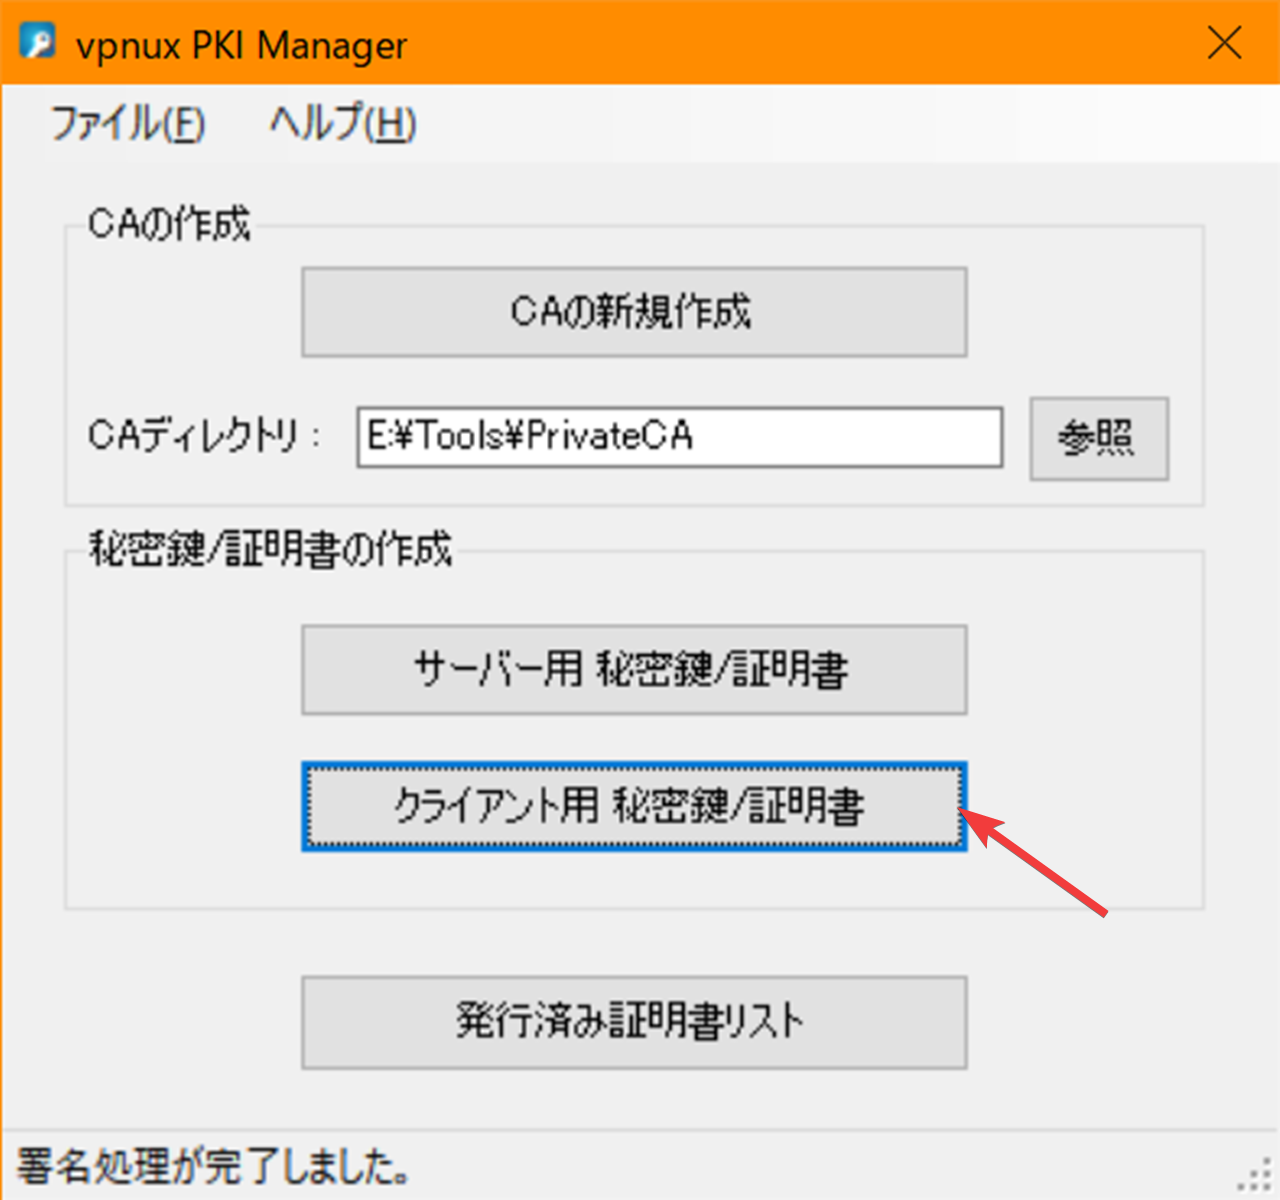 vpnux PKI Manager
ファイル(F) ヘルプ(H)
CAの作成
CAの新規作成
CAディレクトリ： E:¥Tools¥PrivateCA 参照
秘密鍵/証明書の作成
サーバー用 秘密鍵/証明書
クライアント用 秘密鍵/証明書
発行済み証明書リスト
署名処理が完了しました。